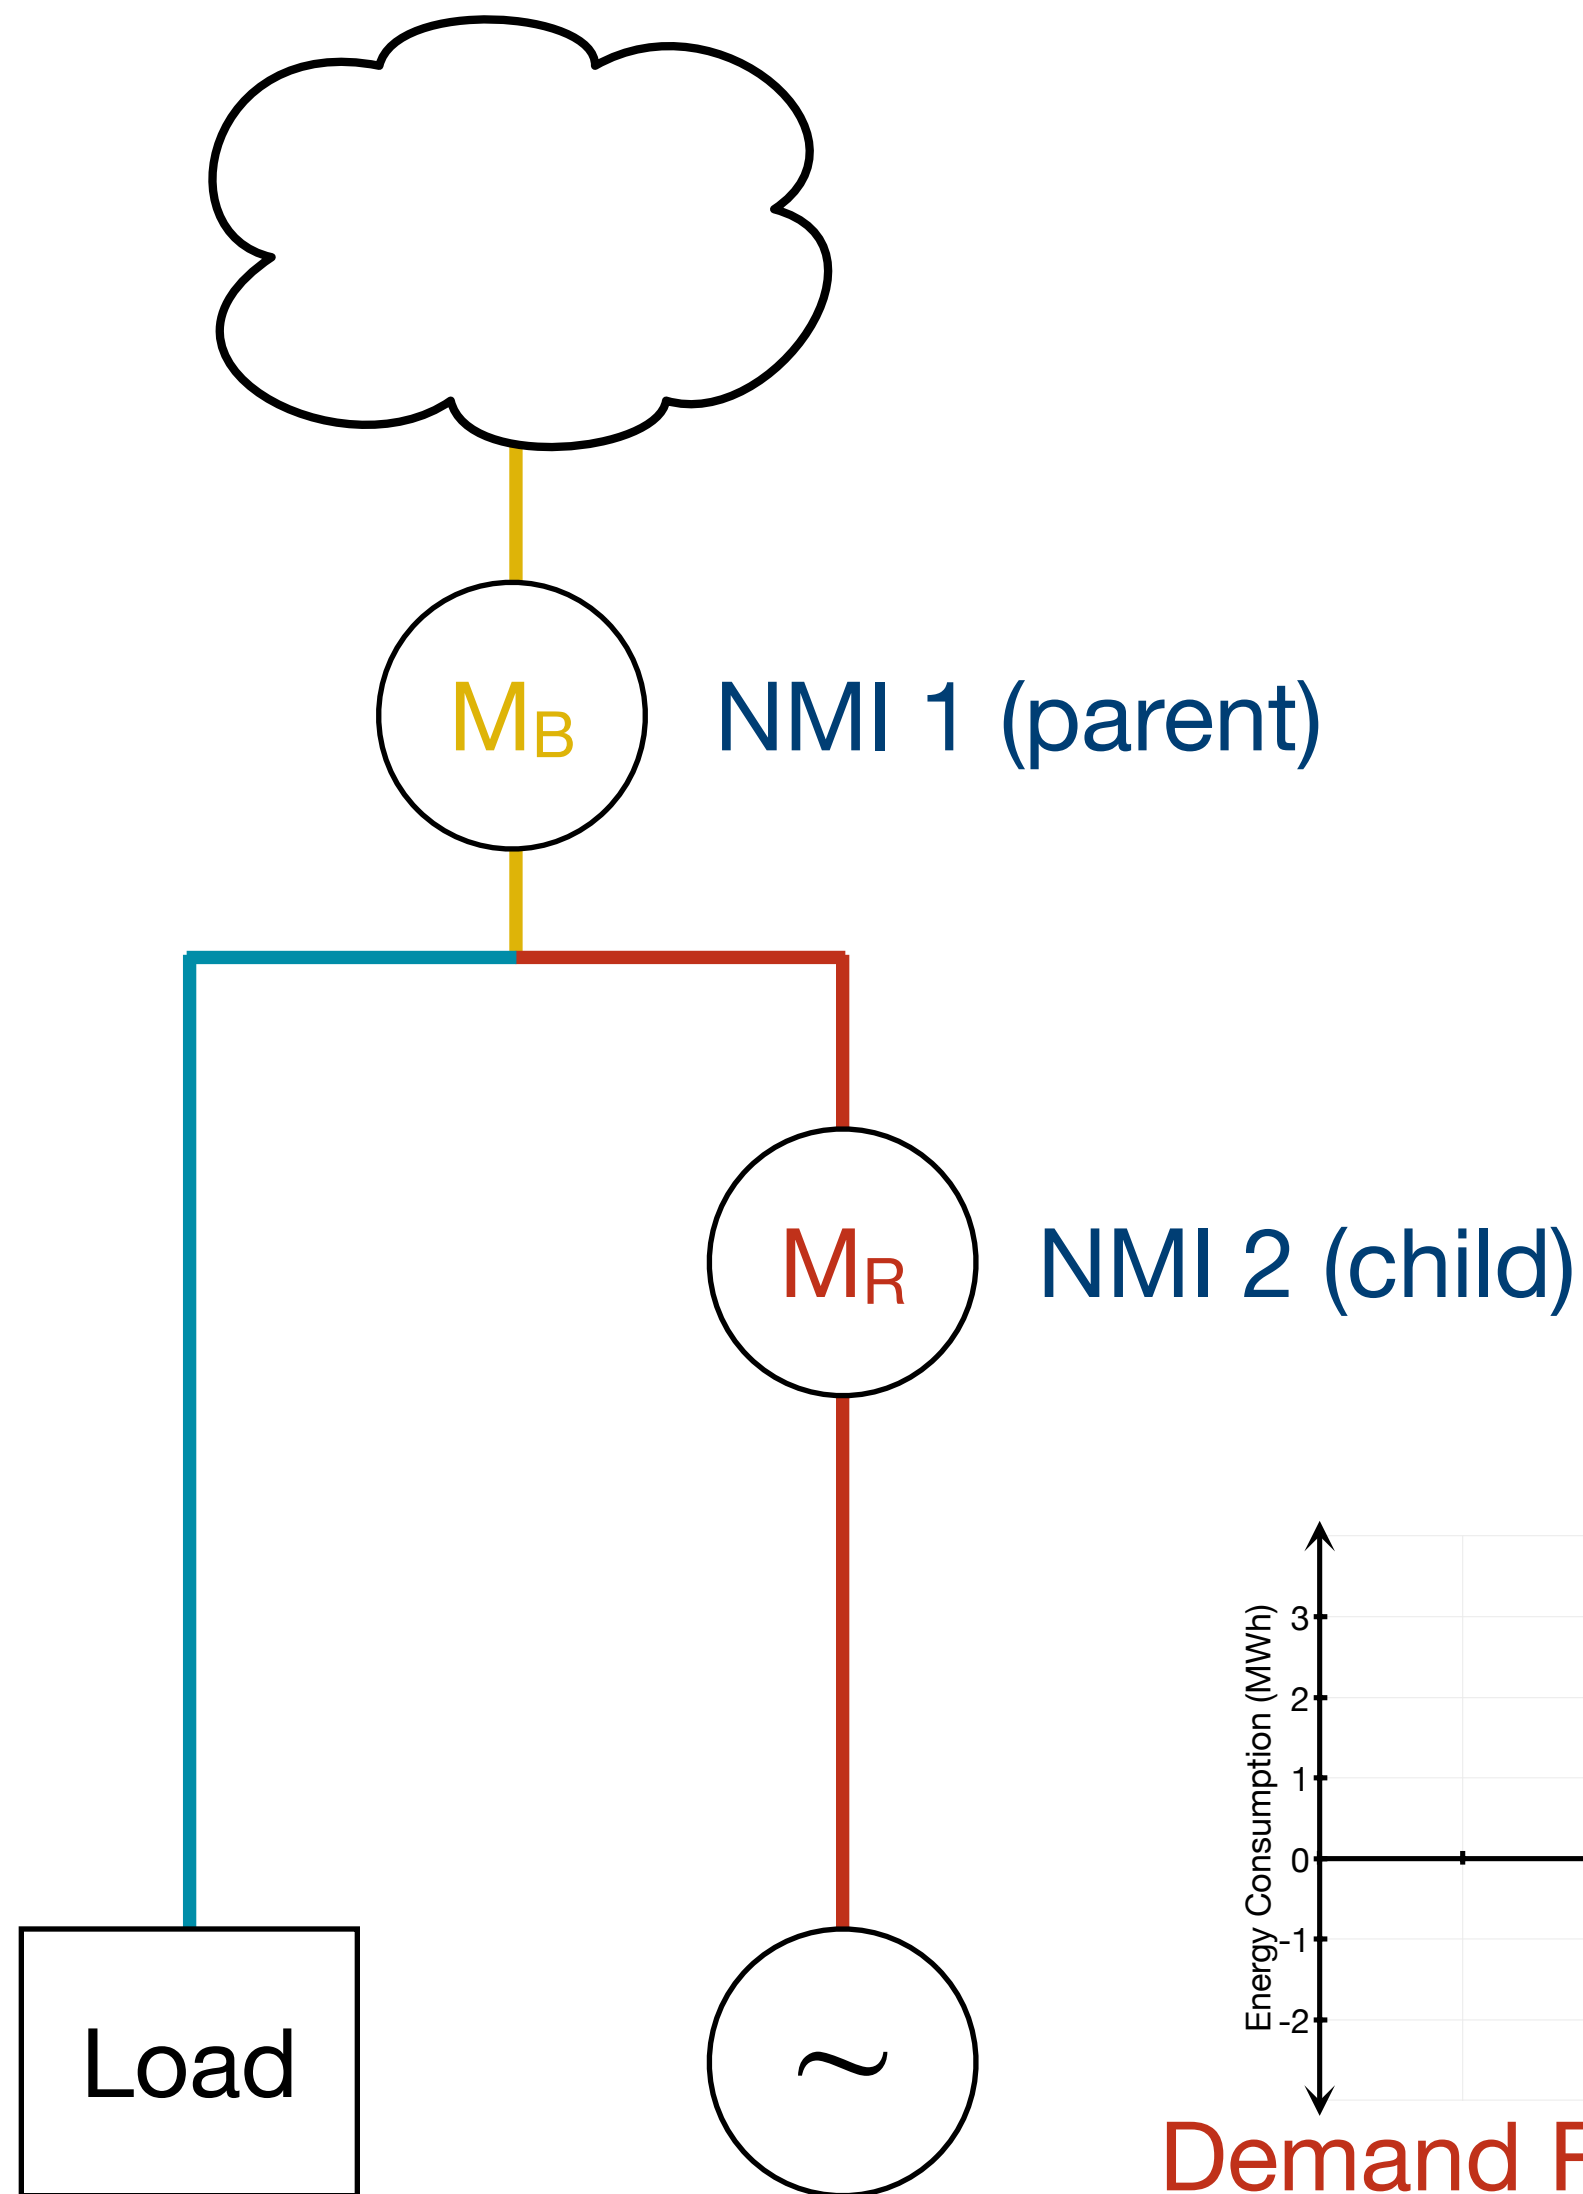 MB
NMI 1 (parent)
MR
NMI 2 (child)
Energy Consumption (MWh)
3
2
1
0
-1
-2
Load
~
Demand